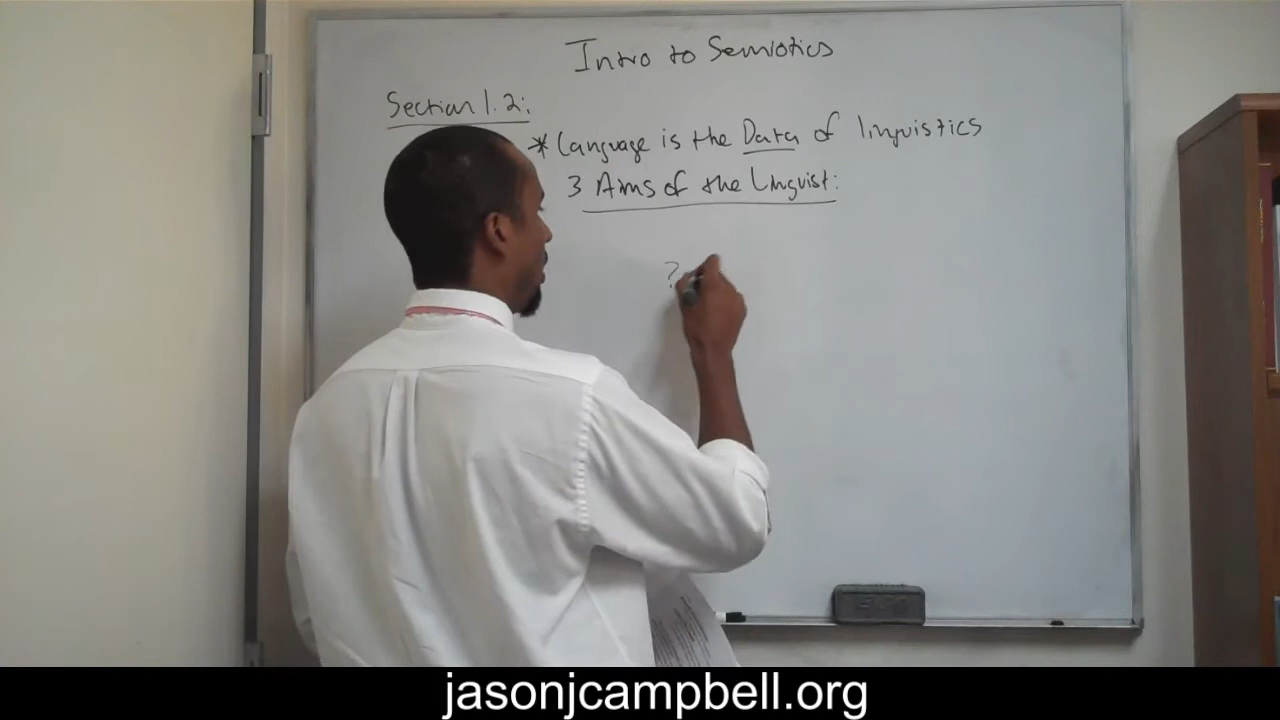 Intro to Semiotics
Section 1.2:
* Language is the Data of linguistics
3 Aims of the Linguist:
?
jasonjcampbell.org